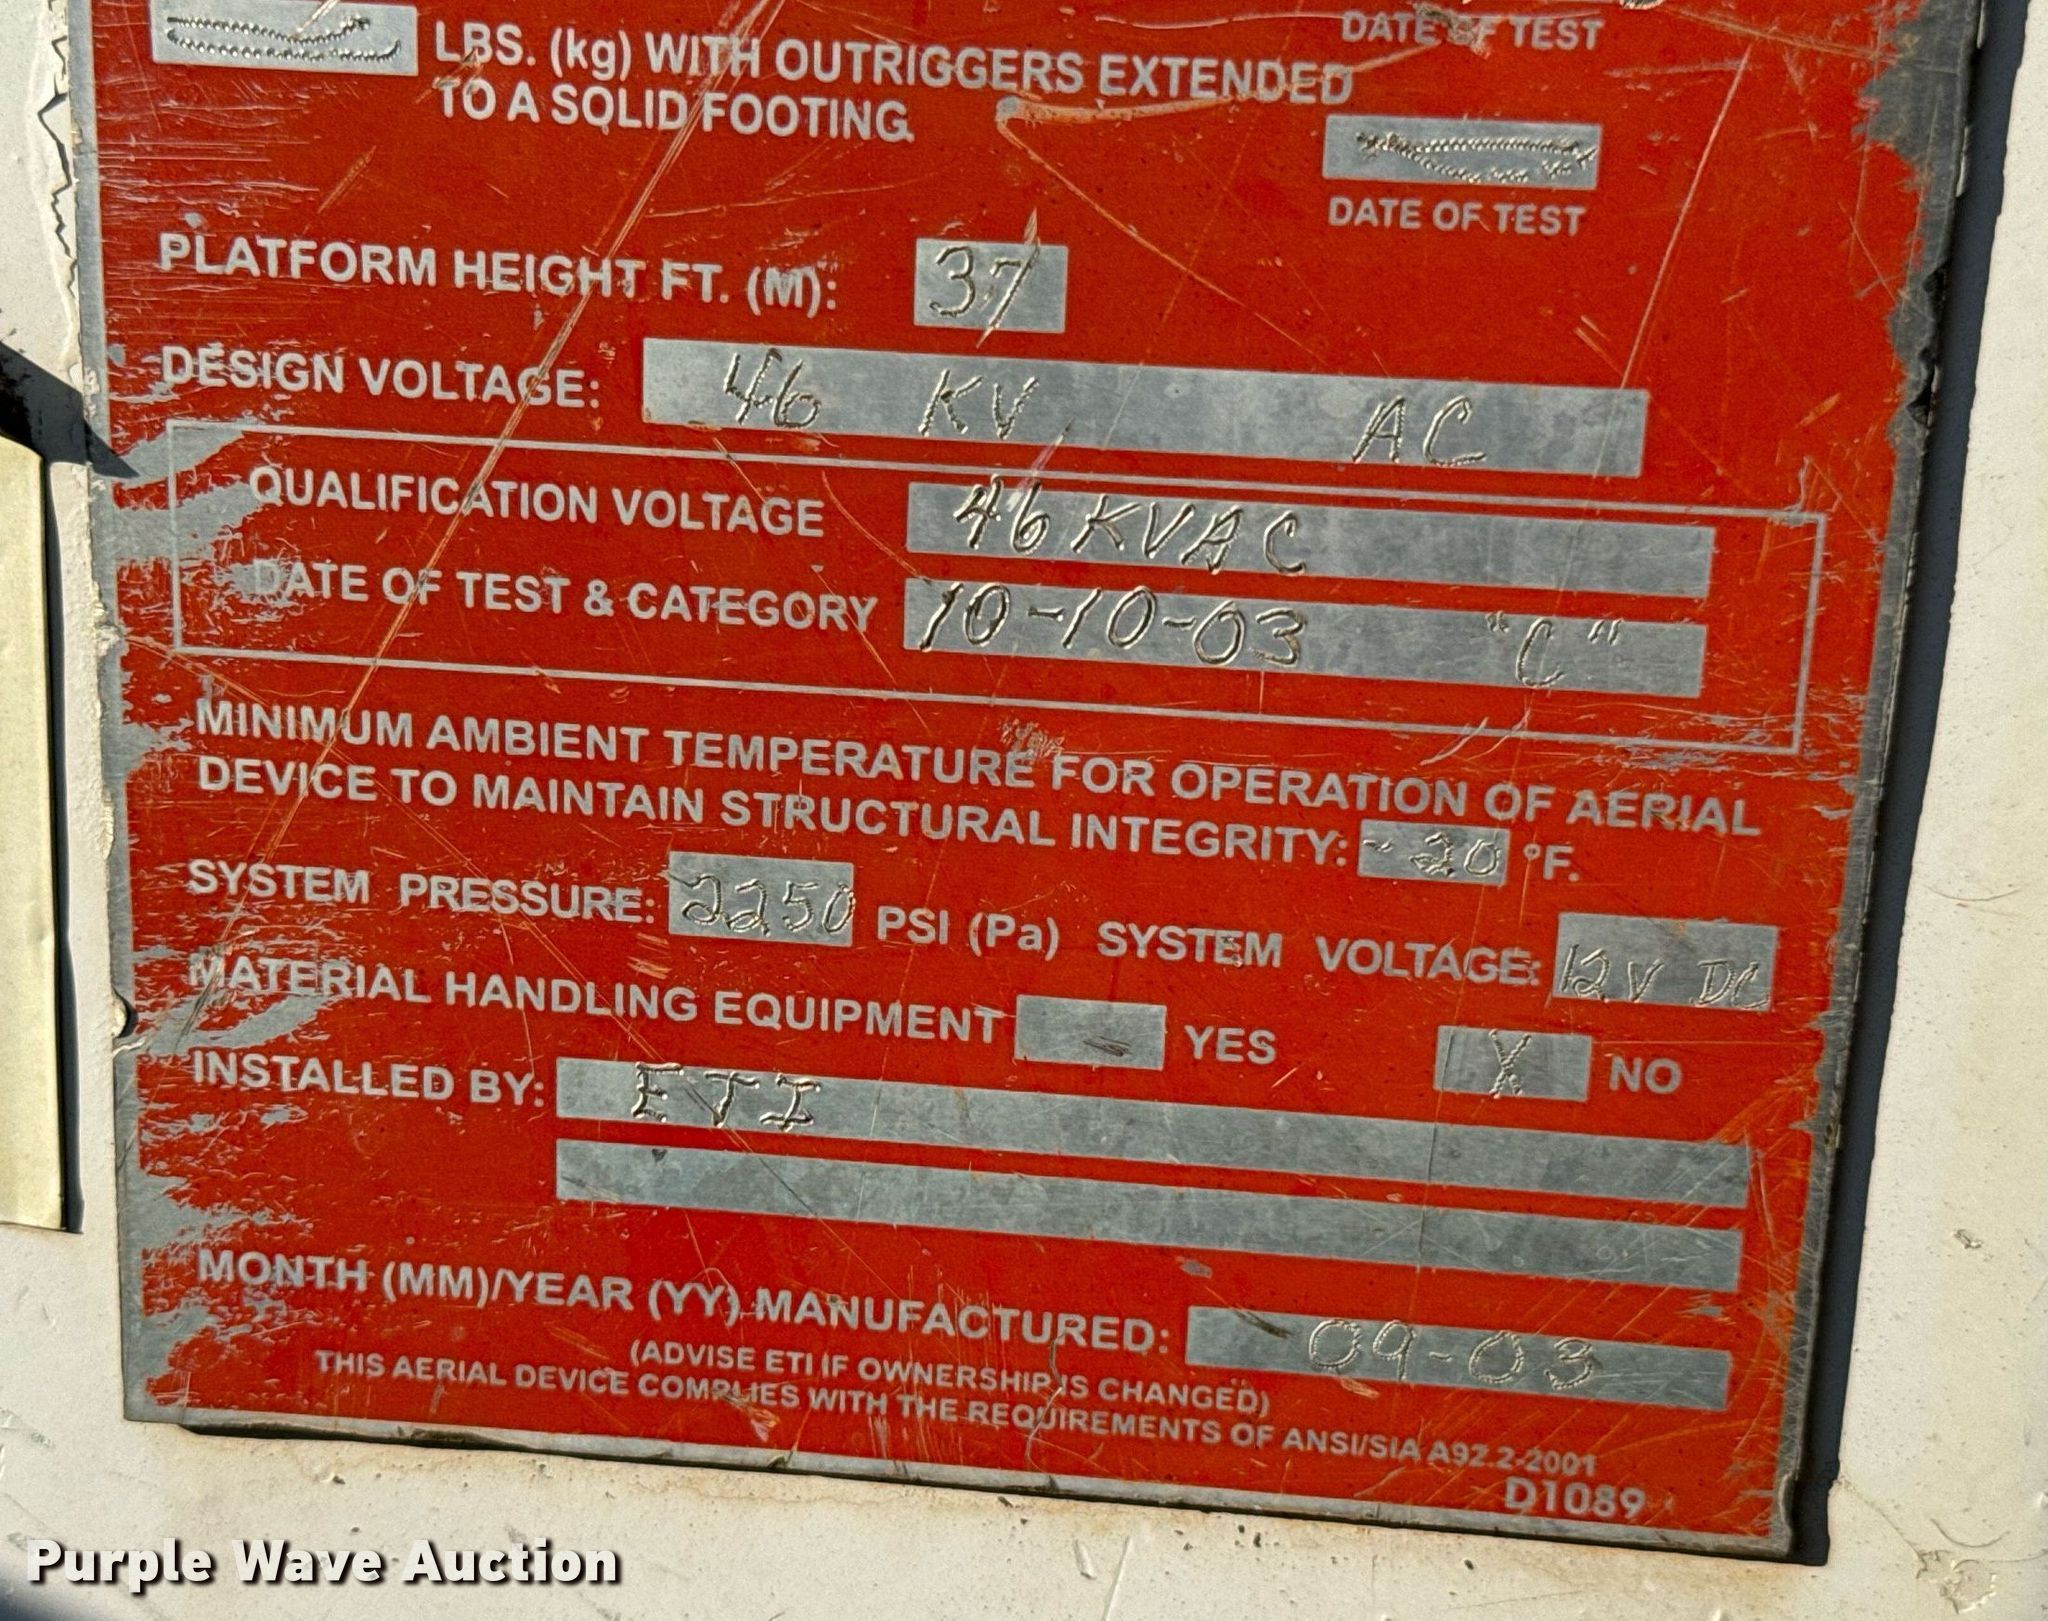 DATE OF TEST
LBS. (kg) WITH OUTRIGGERS EXTENDED
TO A SOLID FOOTING.
DATE OF TEST
PLATFORM HEIGHT FT. (M): 37
DESIGN VOLTAGE: 46 KV AC
QUALIFICATION VOLTAGE 46 KVAC
DATE OF TEST & CATEGORY 10-10-03 "C"
MINIMUM AMBIENT TEMPERATURE FOR OPERATION OF AERIAL
DEVICE TO MAINTAIN STRUCTURAL INTEGRITY: -20 °F.
SYSTEM PRESSURE: 2250 PSI (Pa) SYSTEM VOLTAGE: 12V DC
MATERIAL HANDLING EQUIPMENT YES X NO
INSTALLED BY: ETI
MONTH (MM)/YEAR (YY) MANUFACTURED: 09-03
(ADVISE ETI IF OWNERSHIP IS CHANGED)
THIS AERIAL DEVICE COMPLIES WITH THE REQUIREMENTS OF ANSI/SIA A92.2-2001
D1089
Purple Wave Auction